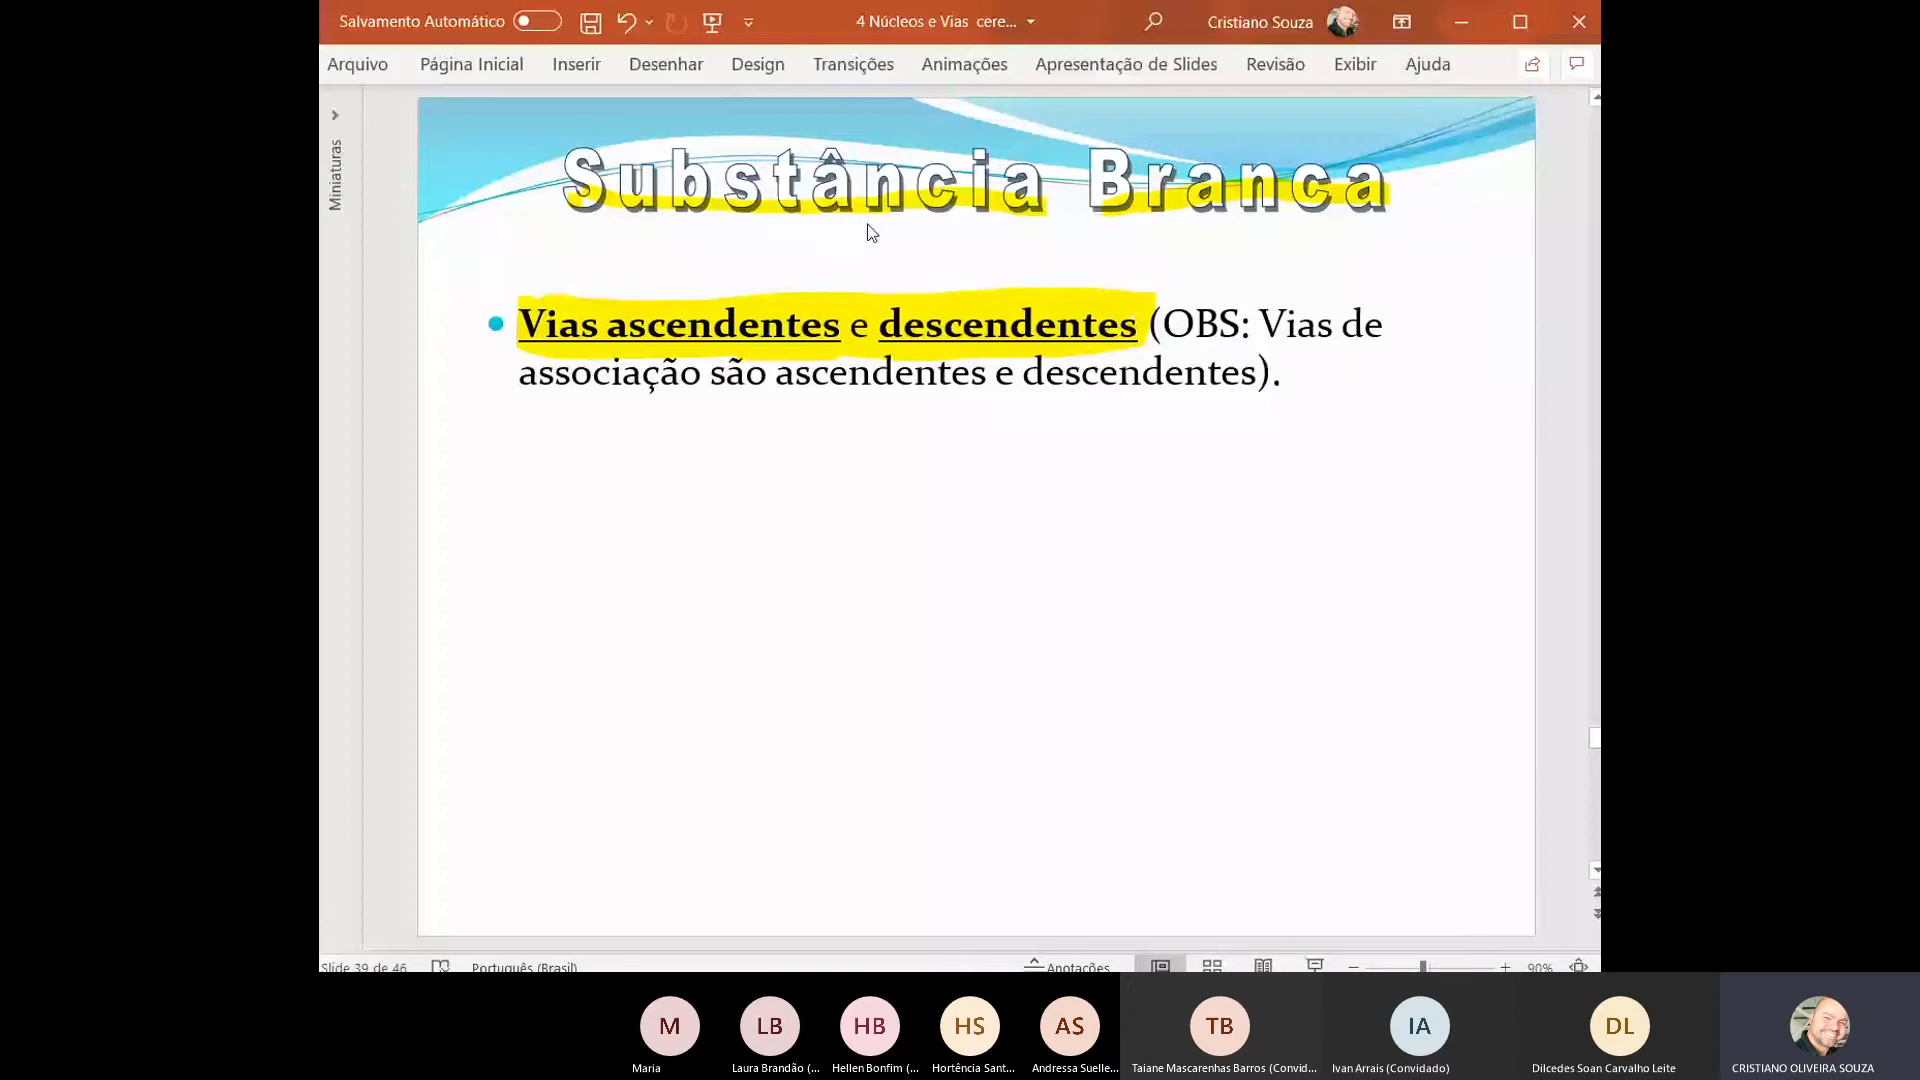 Salvamento Automático
4 Núcleos e Vias cere...
Cristiano Souza
Arquivo Página Inicial Inserir Desenhar Design Transições Animações Apresentação de Slides Revisão Exibir Ajuda
Miniaturas
Substância Branca
Vias ascendentes e descendentes (OBS: Vias de
associação são ascendentes e descendentes).
Slide 39 de 46 Português (Brasil) Anotações 90%
M LB HB HS AS TB IA DL
Maria Laura Brandão (... Hellen Bonfim (... Hortência Sant... Andressa Suelle... Taiane Mascarenhas Barros (Convid... Ivan Arrais (Convidado) Dilcedes Soan Carvalho Leite CRISTIANO OLIVEIRA SOUZA